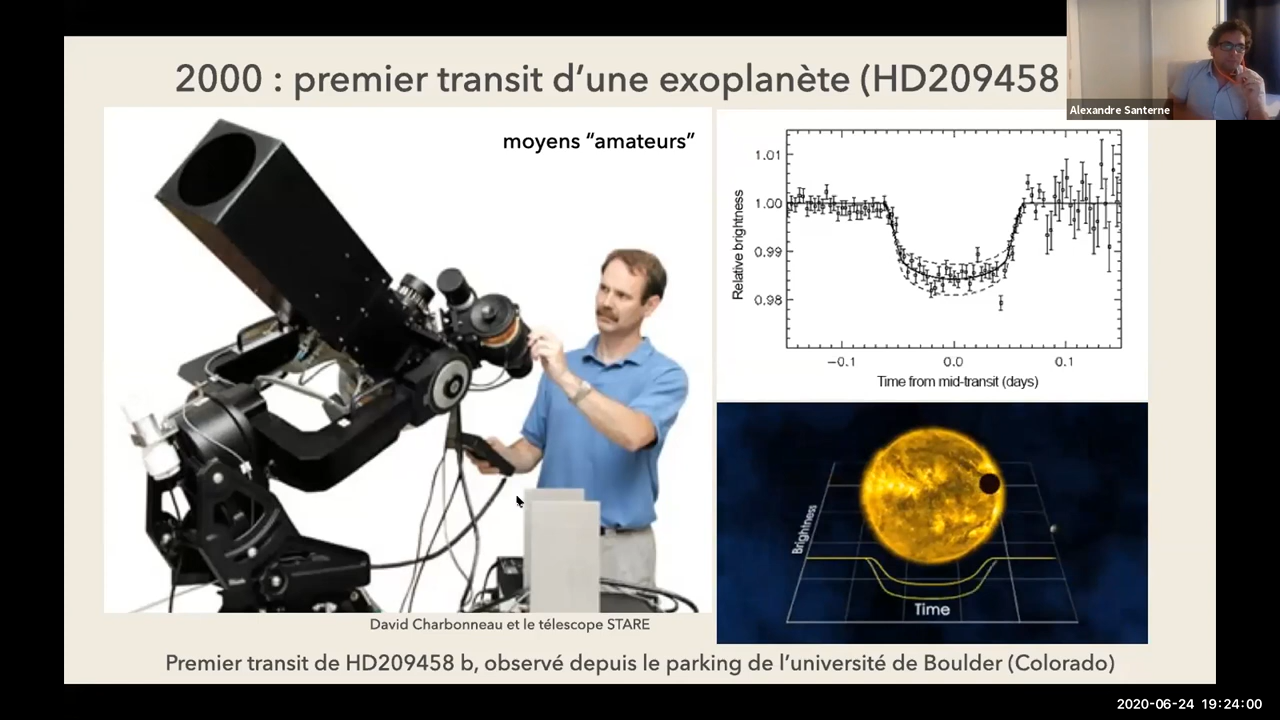 2000 : premier transit d’une exoplanète (HD209458
Alexandre Santerne
moyens “amateurs”
1.01
1.00
0.99
0.98
Relative brightness
−0.1
0.0
0.1
Time from mid-transit (days)
Brightness
Time
David Charbonneau et le télescope STARE
Premier transit de HD209458 b, observé depuis le parking de l’université de Boulder (Colorado)
2020-06-24 19:24:00